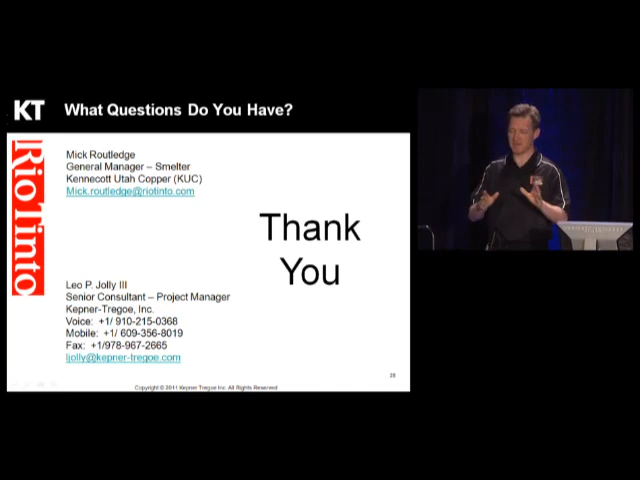 KT What Questions Do You Have?
Rio Tinto
Mick Routledge
General Manager – Smelter
Kennecott Utah Copper (KUC)
Mick.routledge@riotinto.com
Thank
You
Leo P. Jolly III
Senior Consultant – Project Manager
Kepner-Tregoe, Inc.
Voice: +1/ 910-215-0368
Mobile: +1/ 609-356-8019
Fax: +1/978-967-2665
ljolly@kepner-tregoe.com
28
Copyright © 2011 Kepner-Tregoe Inc. All Rights Reserved